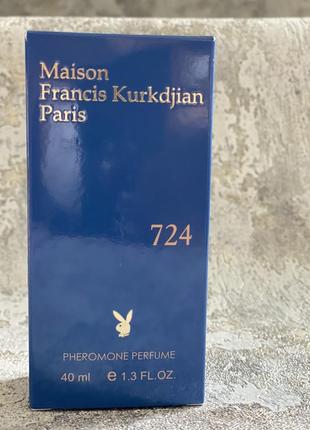 Maison
Francis Kurkdjian
Paris
724
PHEROMONE PERFUME
40 ml e 1.3 FL.OZ.